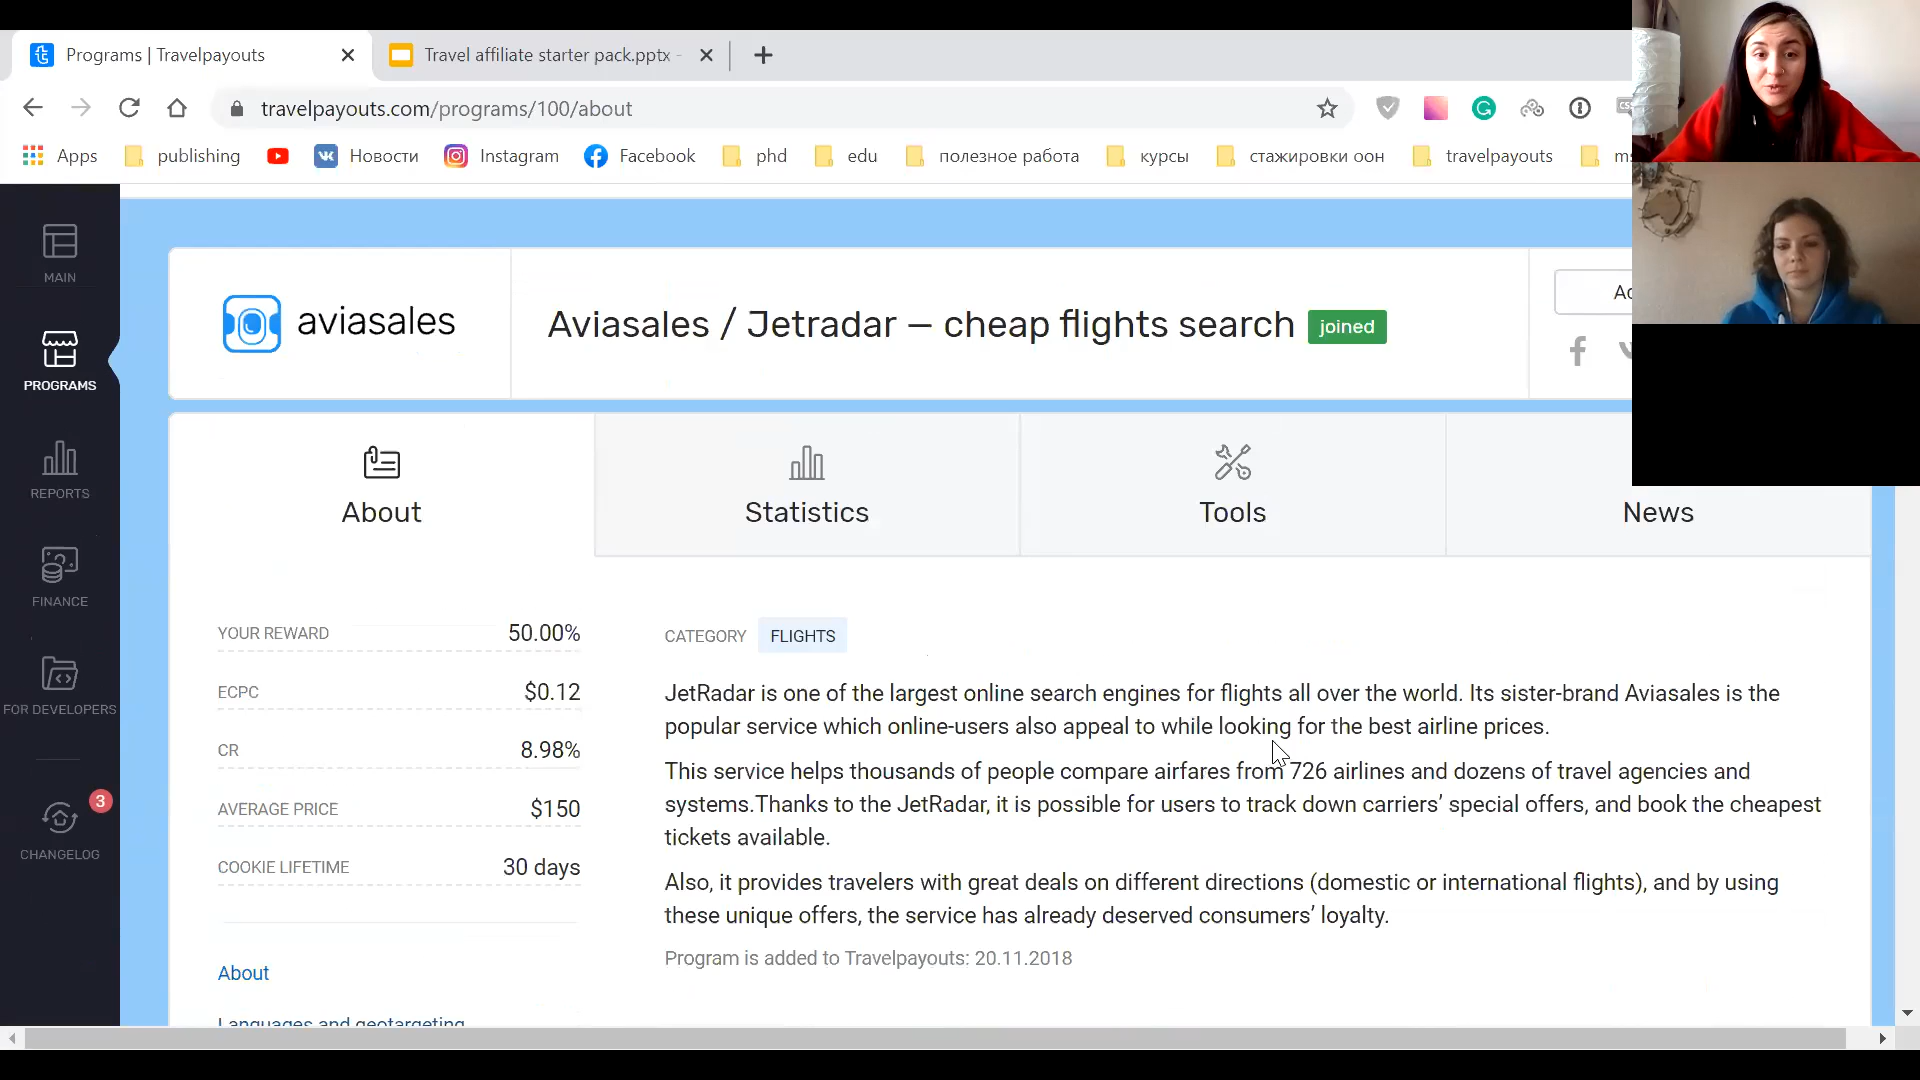 Programs | Travelpayouts
Travel affiliate starter pack.pptx -
travelpayouts.com/programs/100/about
Apps publishing Новости Instagram Facebook phd edu полезное работа курсы стажировки оон travelpayouts
MAIN
PROGRAMS
REPORTS
FINANCE
FOR DEVELOPERS
3
CHANGELOG
aviasales
Aviasales / Jetradar – cheap flights search joined
About
Statistics
Tools
News
YOUR REWARD 50.00%
ECPC $0.12
CR 8.98%
AVERAGE PRICE $150
COOKIE LIFETIME 30 days
About
Languages and geotargeting
CATEGORY FLIGHTS
JetRadar is one of the largest online search engines for flights all over the world. Its sister-brand Aviasales is the
popular service which online-users also appeal to while looking for the best airline prices.
This service helps thousands of people compare airfares from 726 airlines and dozens of travel agencies and
systems.Thanks to the JetRadar, it is possible for users to track down carriers’ special offers, and book the cheapest
tickets available.
Also, it provides travelers with great deals on different directions (domestic or international flights), and by using
these unique offers, the service has already deserved consumers’ loyalty.
Program is added to Travelpayouts: 20.11.2018